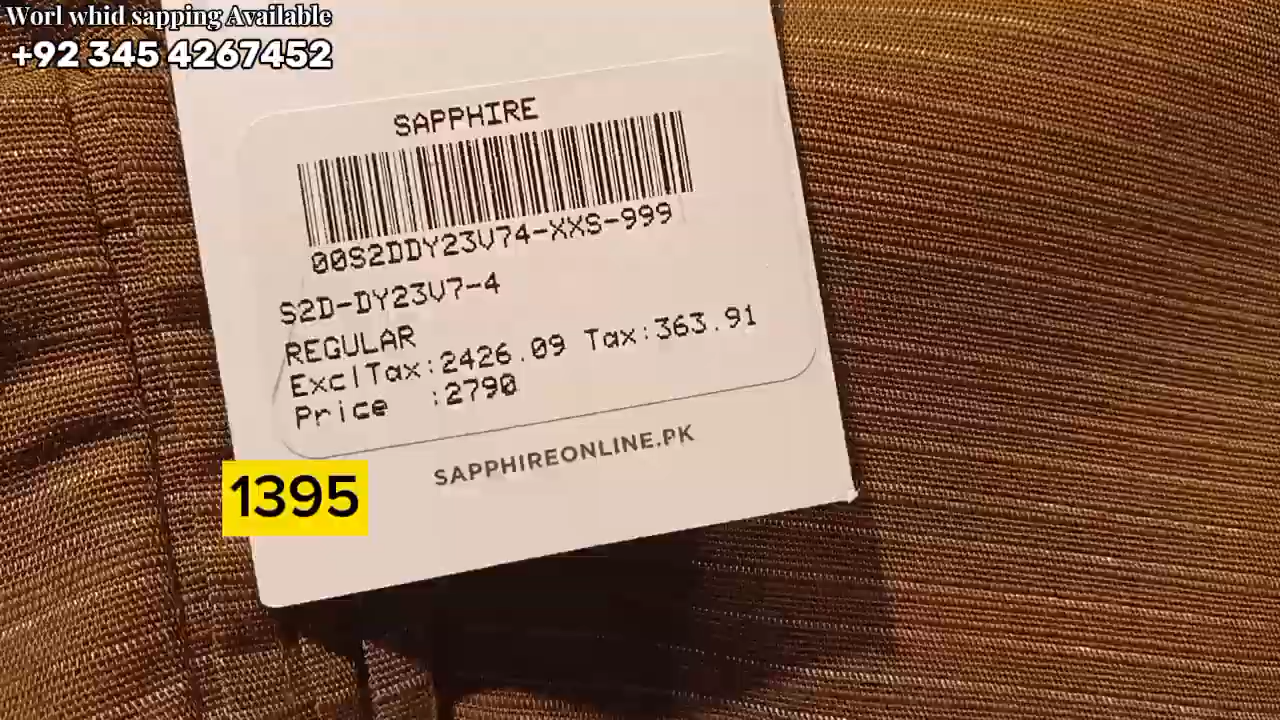 Worl whid sapping Available
+92 345 4267452
SAPPHIRE
00S2DDY23V74-XXS-999
S2D-DY23V7-4
REGULAR
ExclTax:2426.09 Tax:363.91
Price :2790
SAPPHIREONLINE.PK
1395